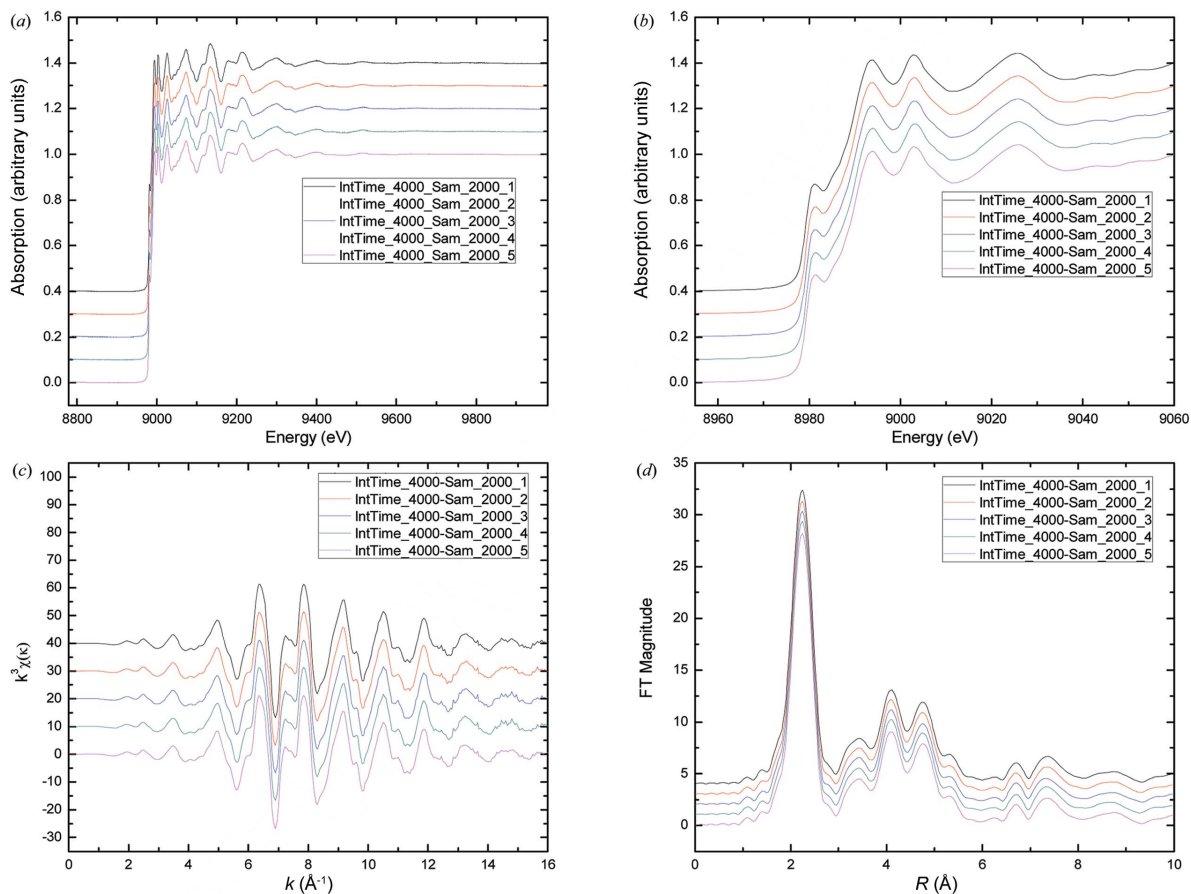 (a)
1.6
1.4
1.2
1.0
0.8
0.6
0.4
0.2
0.0
Absorption (arbitrary units)
IntTime_4000_Sam_2000_1
IntTime_4000_Sam_2000_2
IntTime_4000_Sam_2000_3
IntTime_4000_Sam_2000_4
IntTime_4000_Sam_2000_5
8800 9000 9200 9400 9600 9800
Energy (eV)
(b)
1.6
1.4
1.2
1.0
0.8
0.6
0.4
0.2
0.0
Absorption (arbitrary units)
IntTime_4000-Sam_2000_1
IntTime_4000-Sam_2000_2
IntTime_4000-Sam_2000_3
IntTime_4000-Sam_2000_4
IntTime_4000-Sam_2000_5
8960 8980 9000 9020 9040 9060
Energy (eV)
(c)
100
90
80
70
60
50
40
30
20
10
0
-10
-20
-30
k³χ(κ)
IntTime_4000-Sam_2000_1
IntTime_4000-Sam_2000_2
IntTime_4000-Sam_2000_3
IntTime_4000-Sam_2000_4
IntTime_4000-Sam_2000_5
0 2 4 6 8 10 12 14 16
k (Å⁻¹)
(d)
35
30
25
20
15
10
5
0
FT Magnitude
IntTime_4000-Sam_2000_1
IntTime_4000-Sam_2000_2
IntTime_4000-Sam_2000_3
IntTime_4000-Sam_2000_4
IntTime_4000-Sam_2000_5
0 2 4 6 8 10
R (Å)